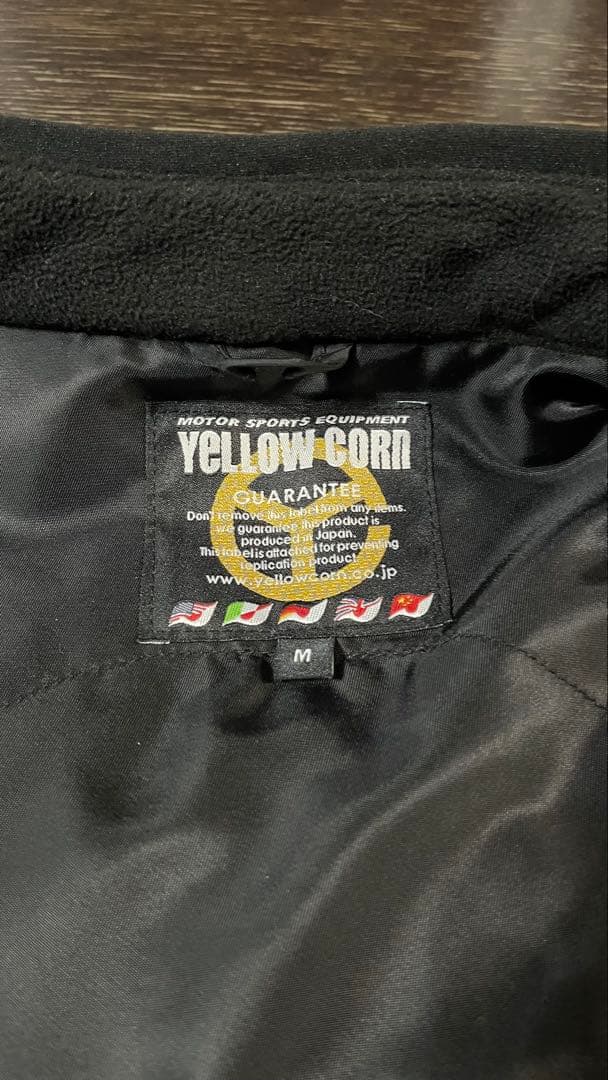 MOTOR SPORTS EQUIPMENT
YELLOW CORN
GUARANTEE
Don't remove this label from any items.
we guarantee this product is
produced in Japan.
This label is attached for preventing
replication product
www.yellowcorn.co.jp
M